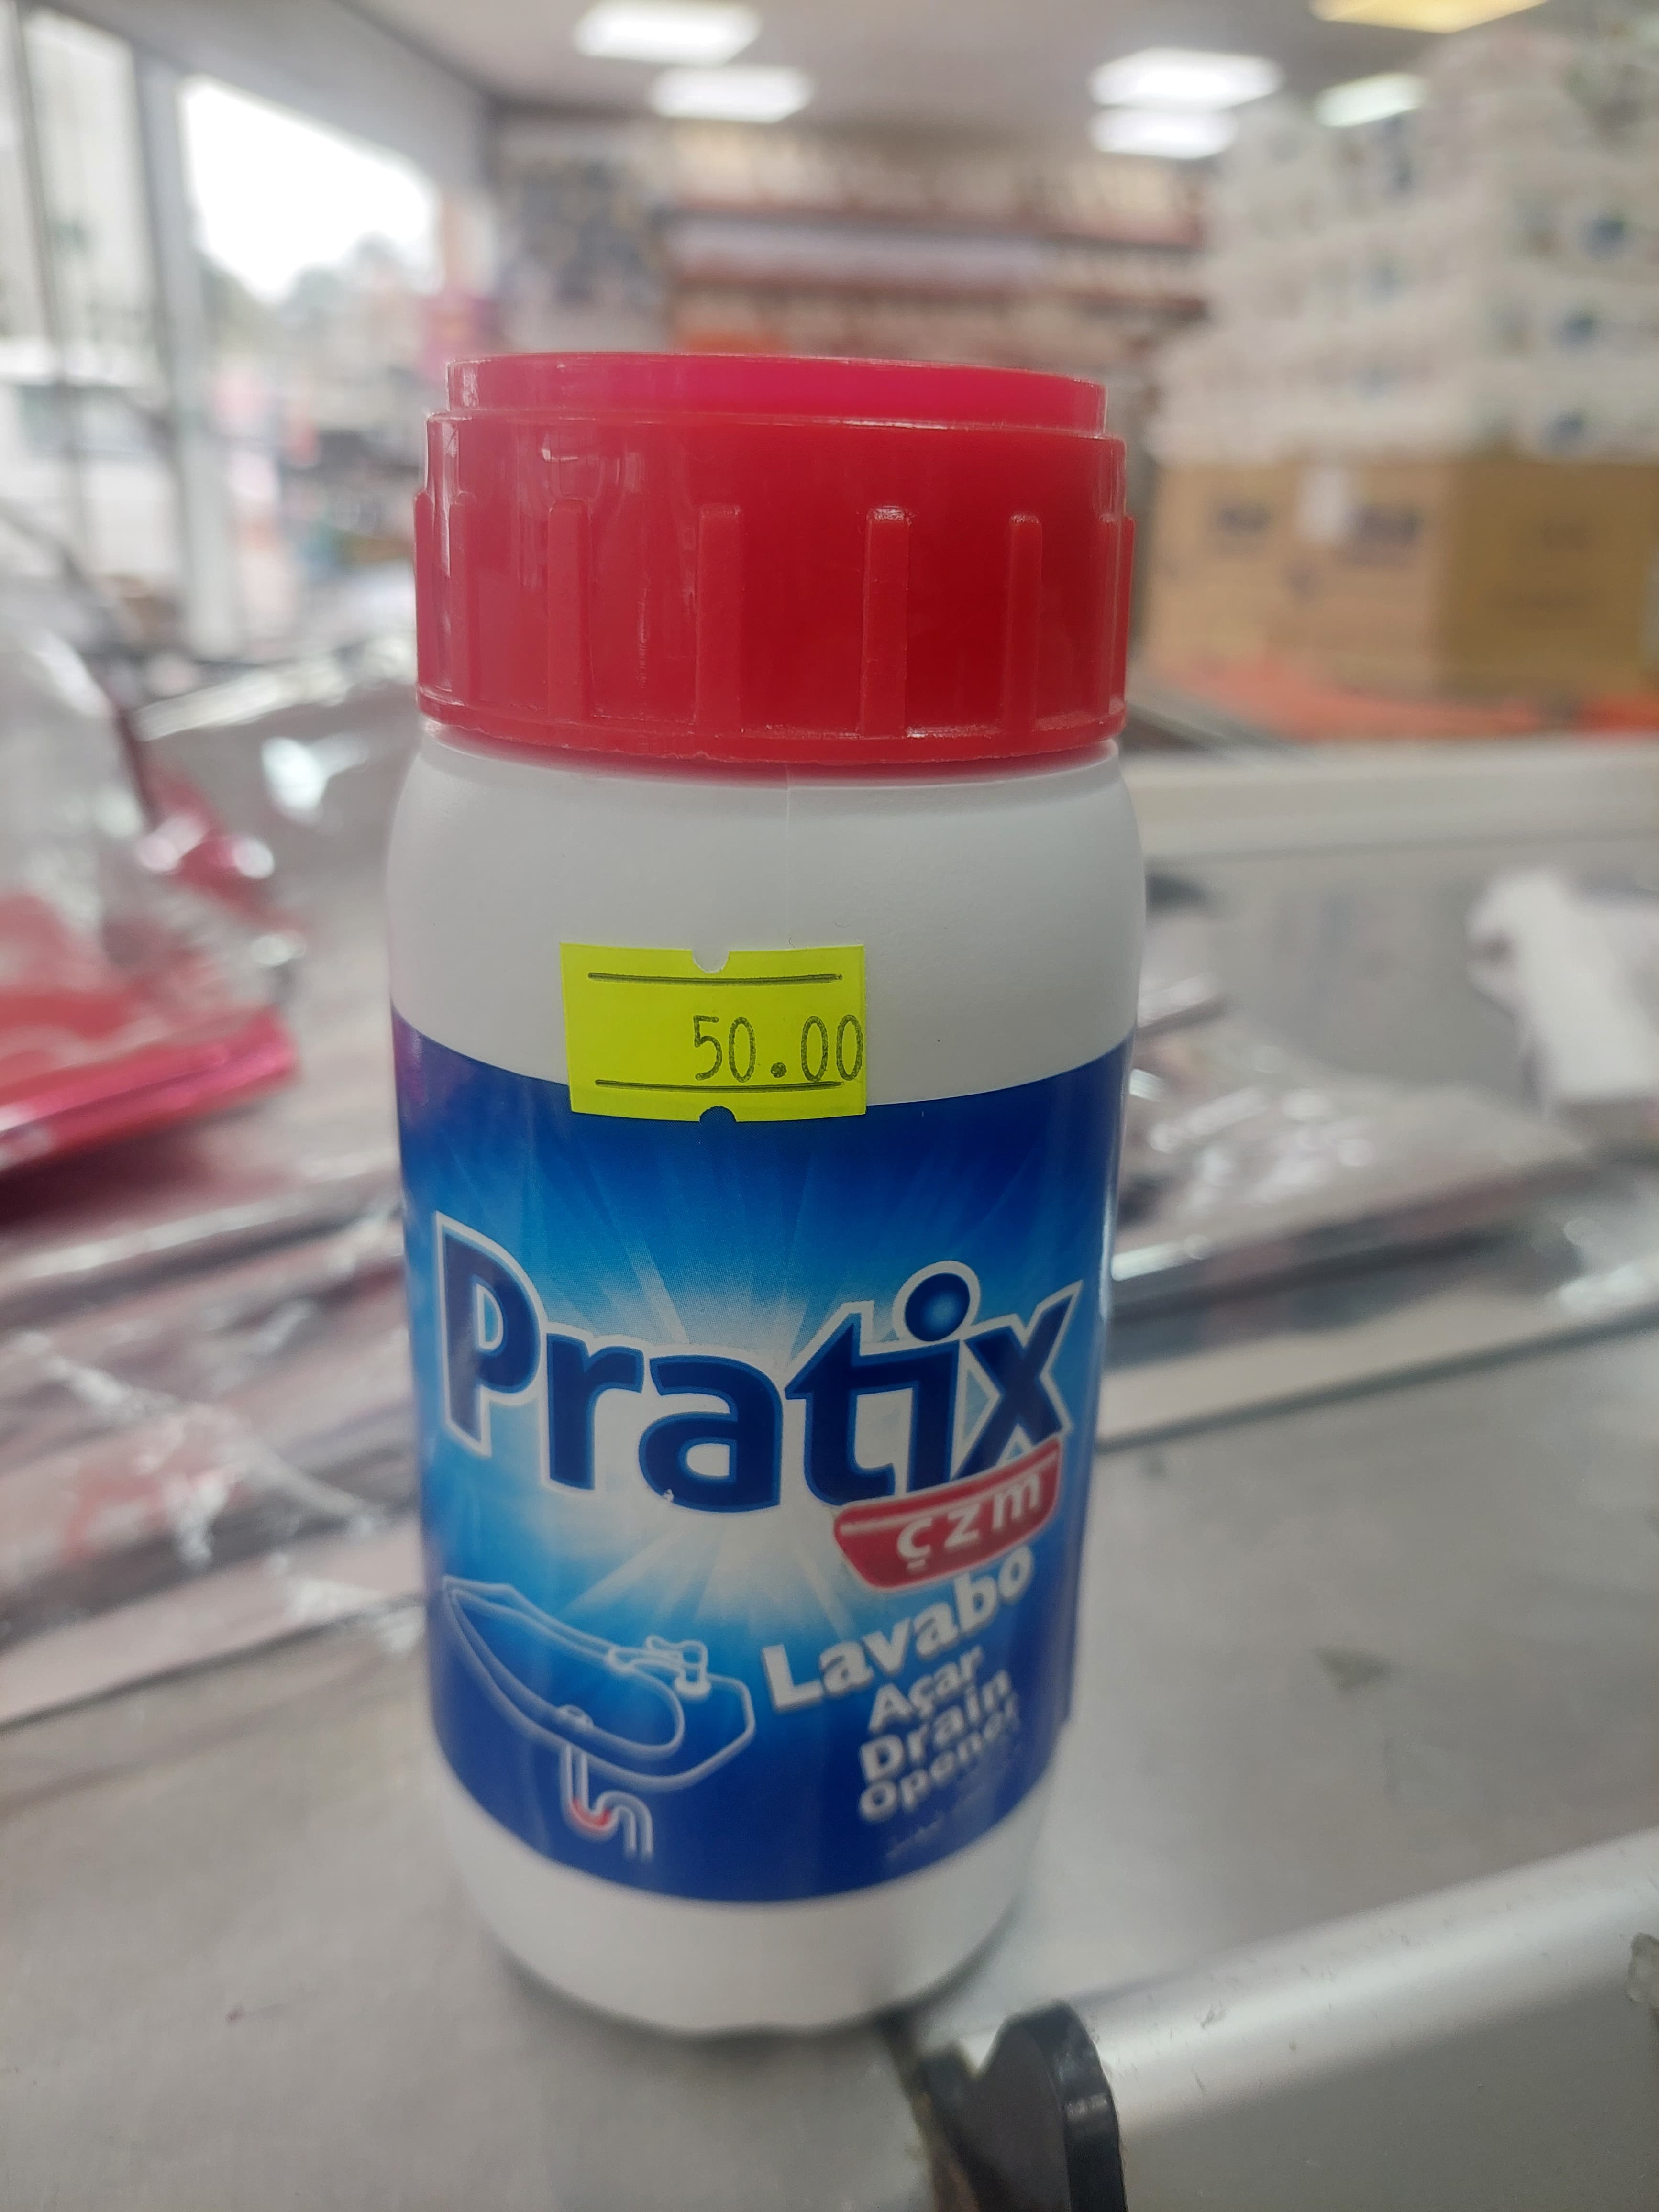 50.00
Pratix
çzm
Lavabo
Açar
Drain
Opener